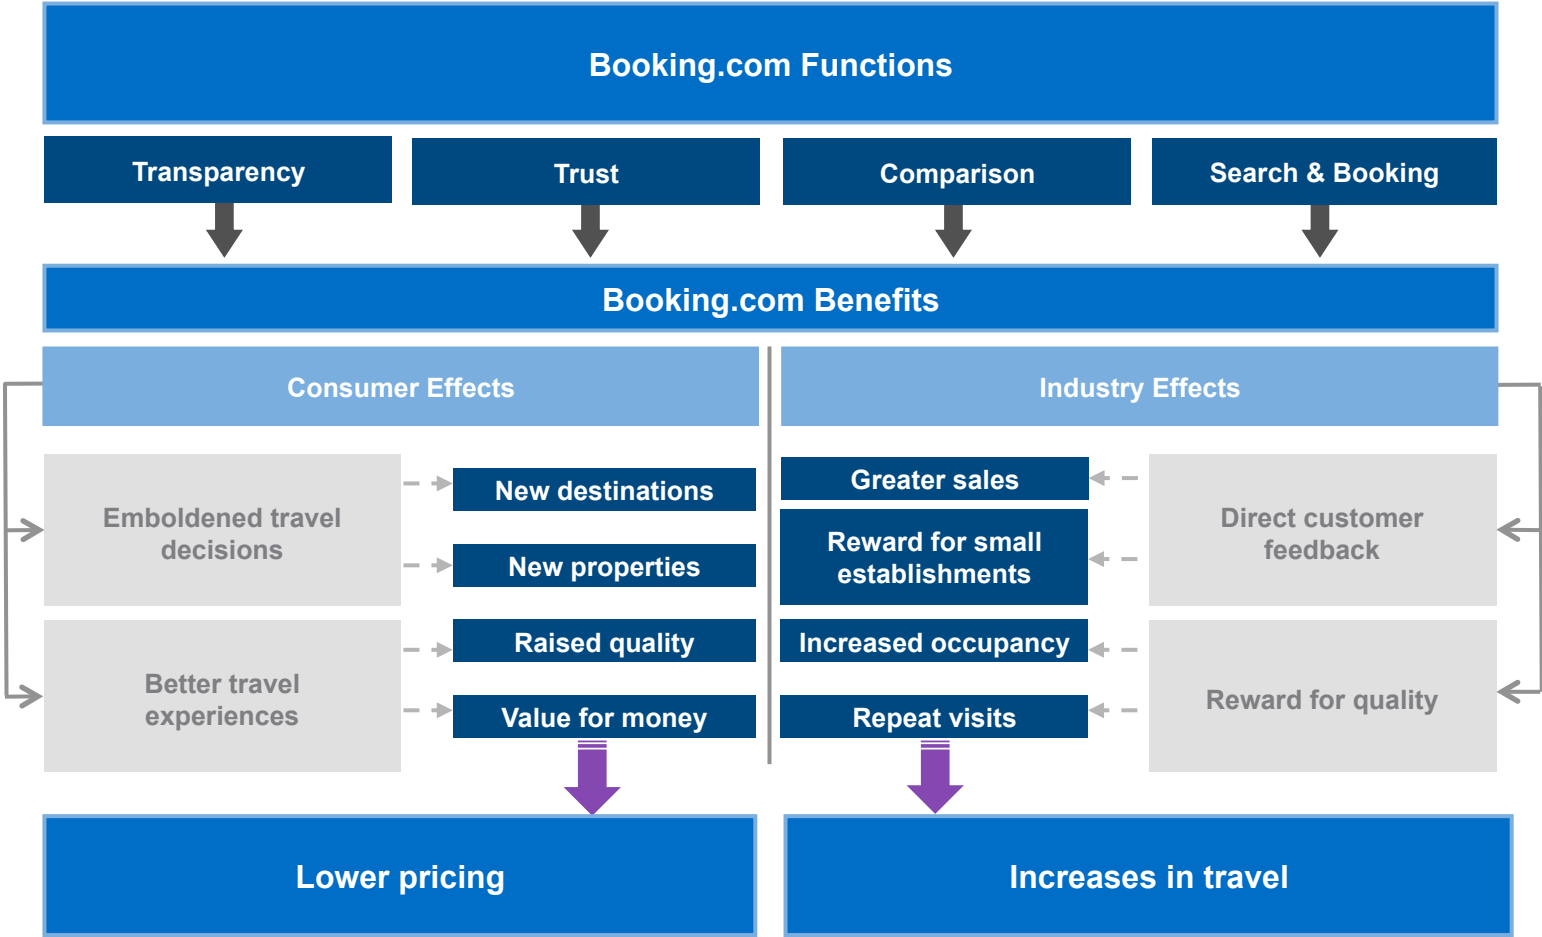 Booking.com Functions
Transparency
Trust
Comparison
Search & Booking
Booking.com Benefits
Consumer Effects
Industry Effects
Emboldened travel
decisions
New destinations
New properties
Better travel
experiences
Raised quality
Value for money
Greater sales
Reward for small
establishments
Direct customer
feedback
Increased occupancy
Repeat visits
Reward for quality
Lower pricing
Increases in travel